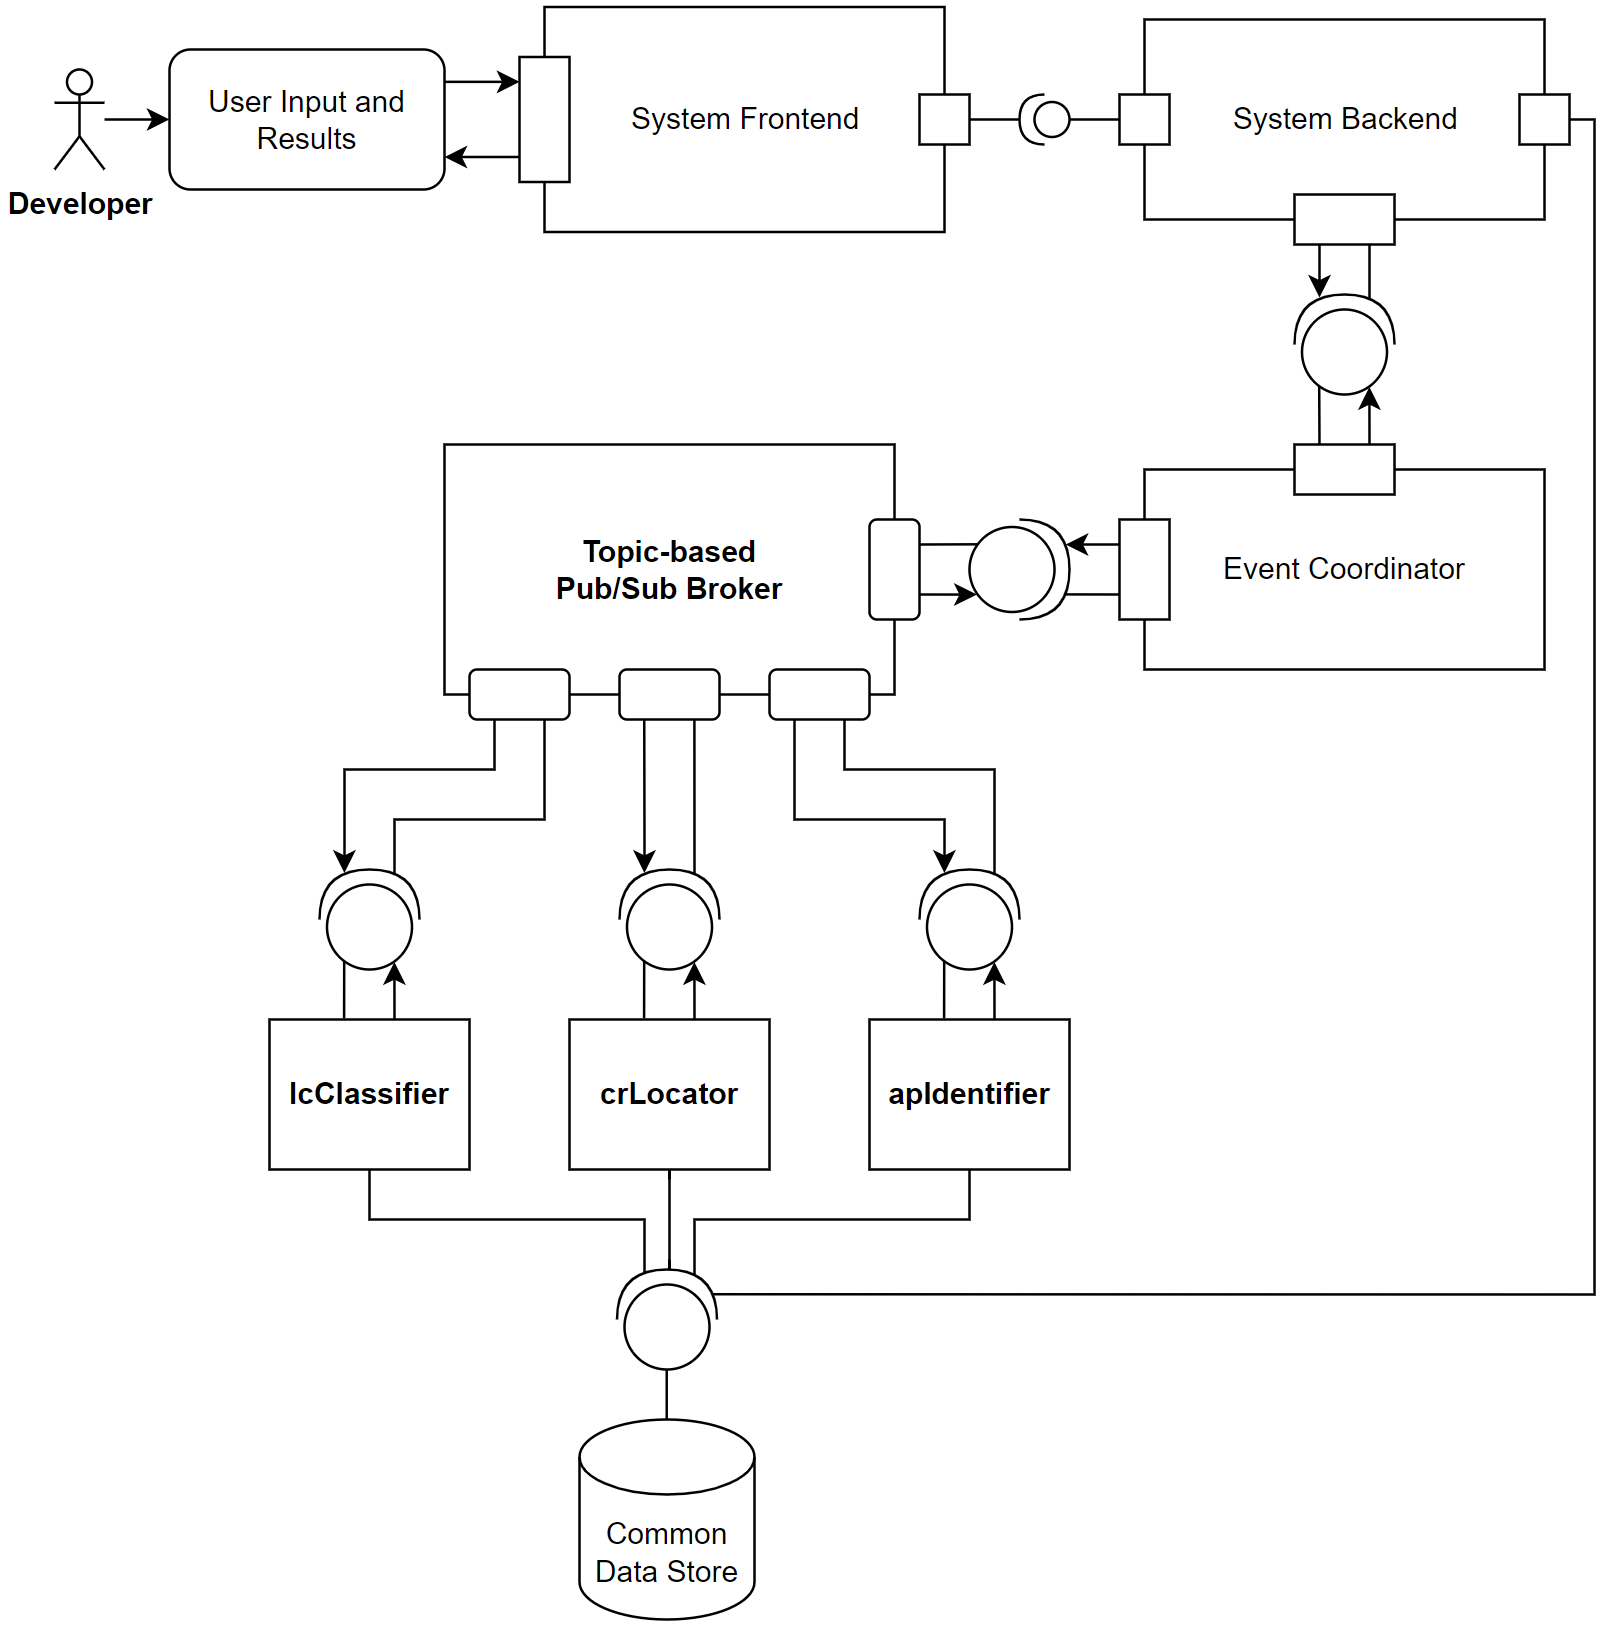 User Input and
Results
System Frontend
System Backend
Developer
Topic-based
Pub/Sub Broker
Event Coordinator
lcClassifier
crLocator
apIdentifier
Common
Data Store